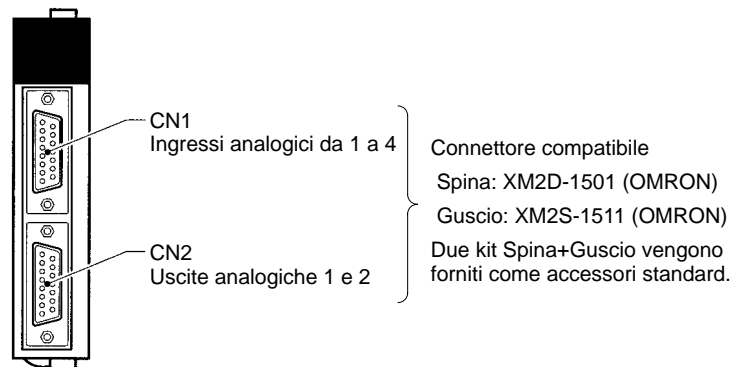 CN1
Ingressi analogici da 1 a 4
CN2
Uscite analogiche 1 e 2
Connettore compatibile
Spina: XM2D-1501 (OMRON)
Guscio: XM2S-1511 (OMRON)
Due kit Spina+Guscio vengono
forniti come accessori standard.